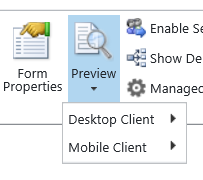 Form
Properties
Preview
Enable Se
Show De
Managed
Desktop Client
Mobile Client